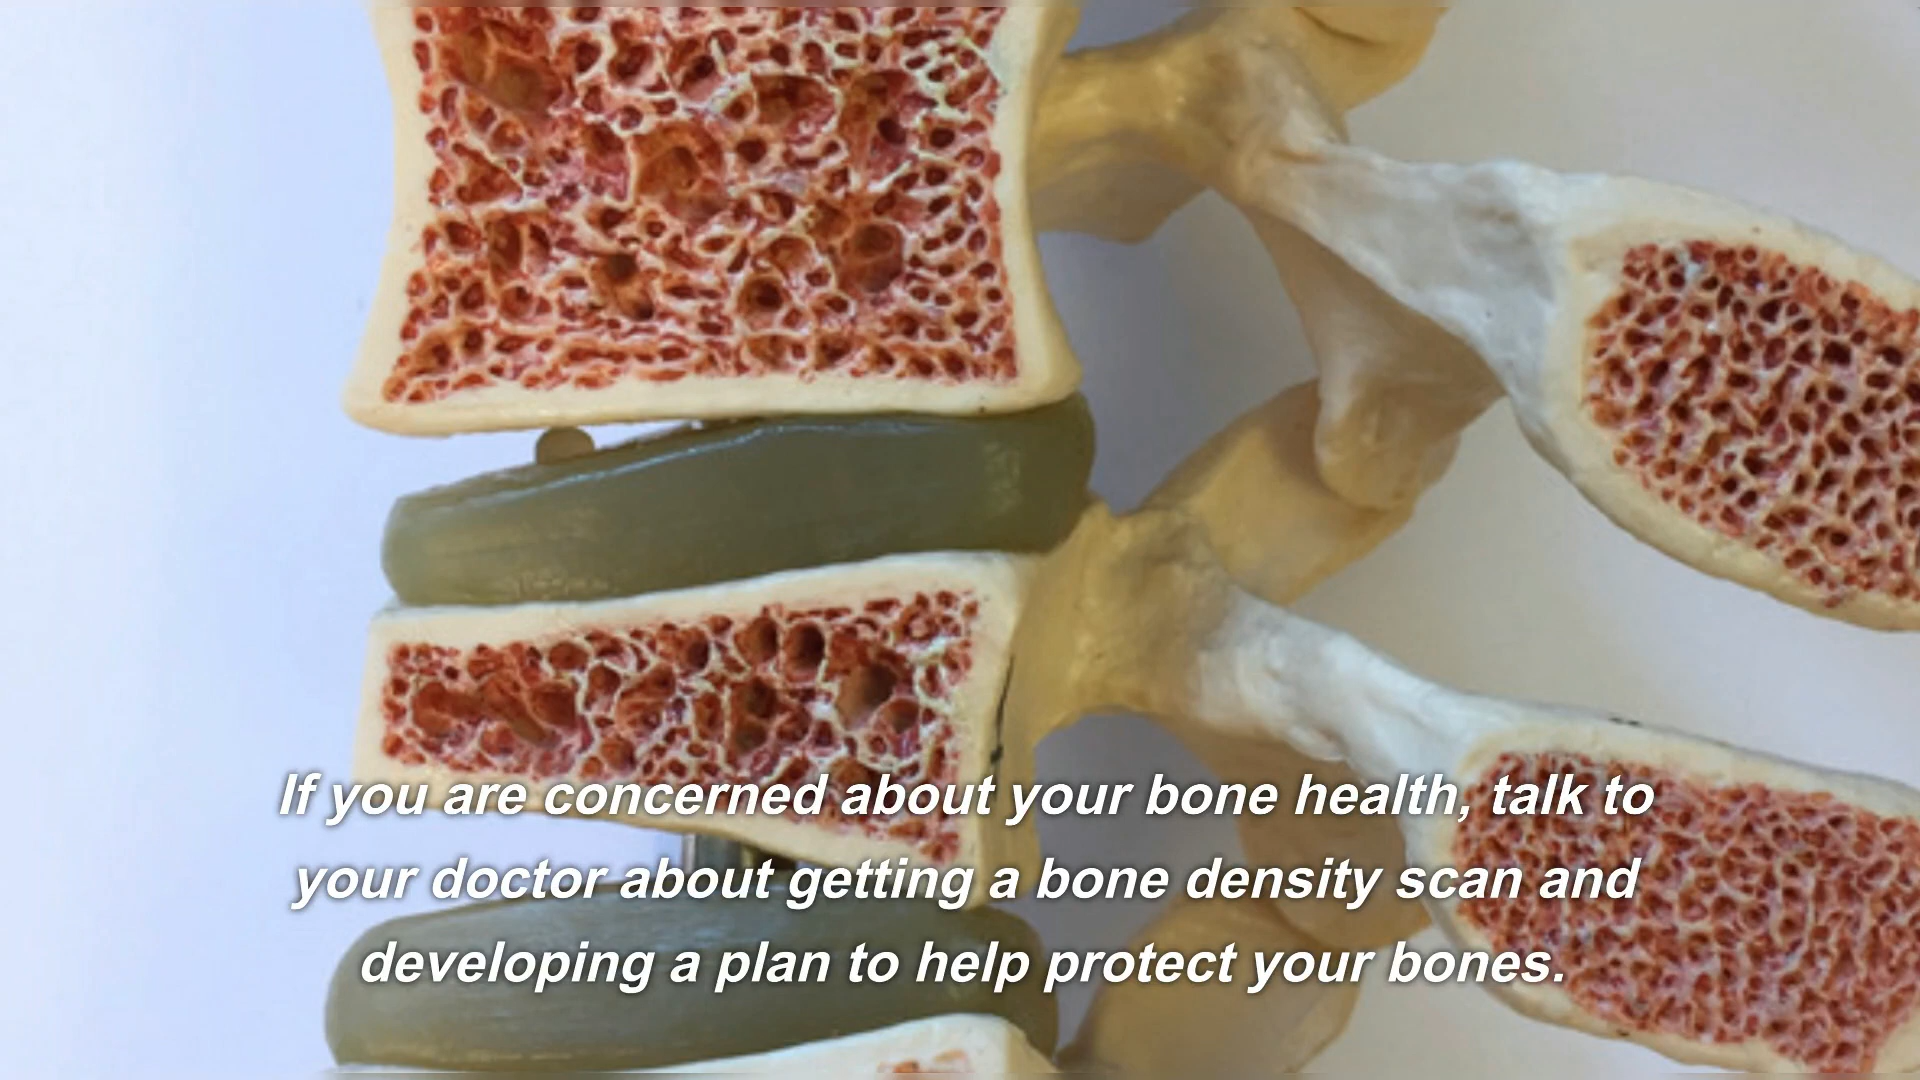 If you are concerned about your bone health, talk to
your doctor about getting a bone density scan and
developing a plan to help protect your bones.